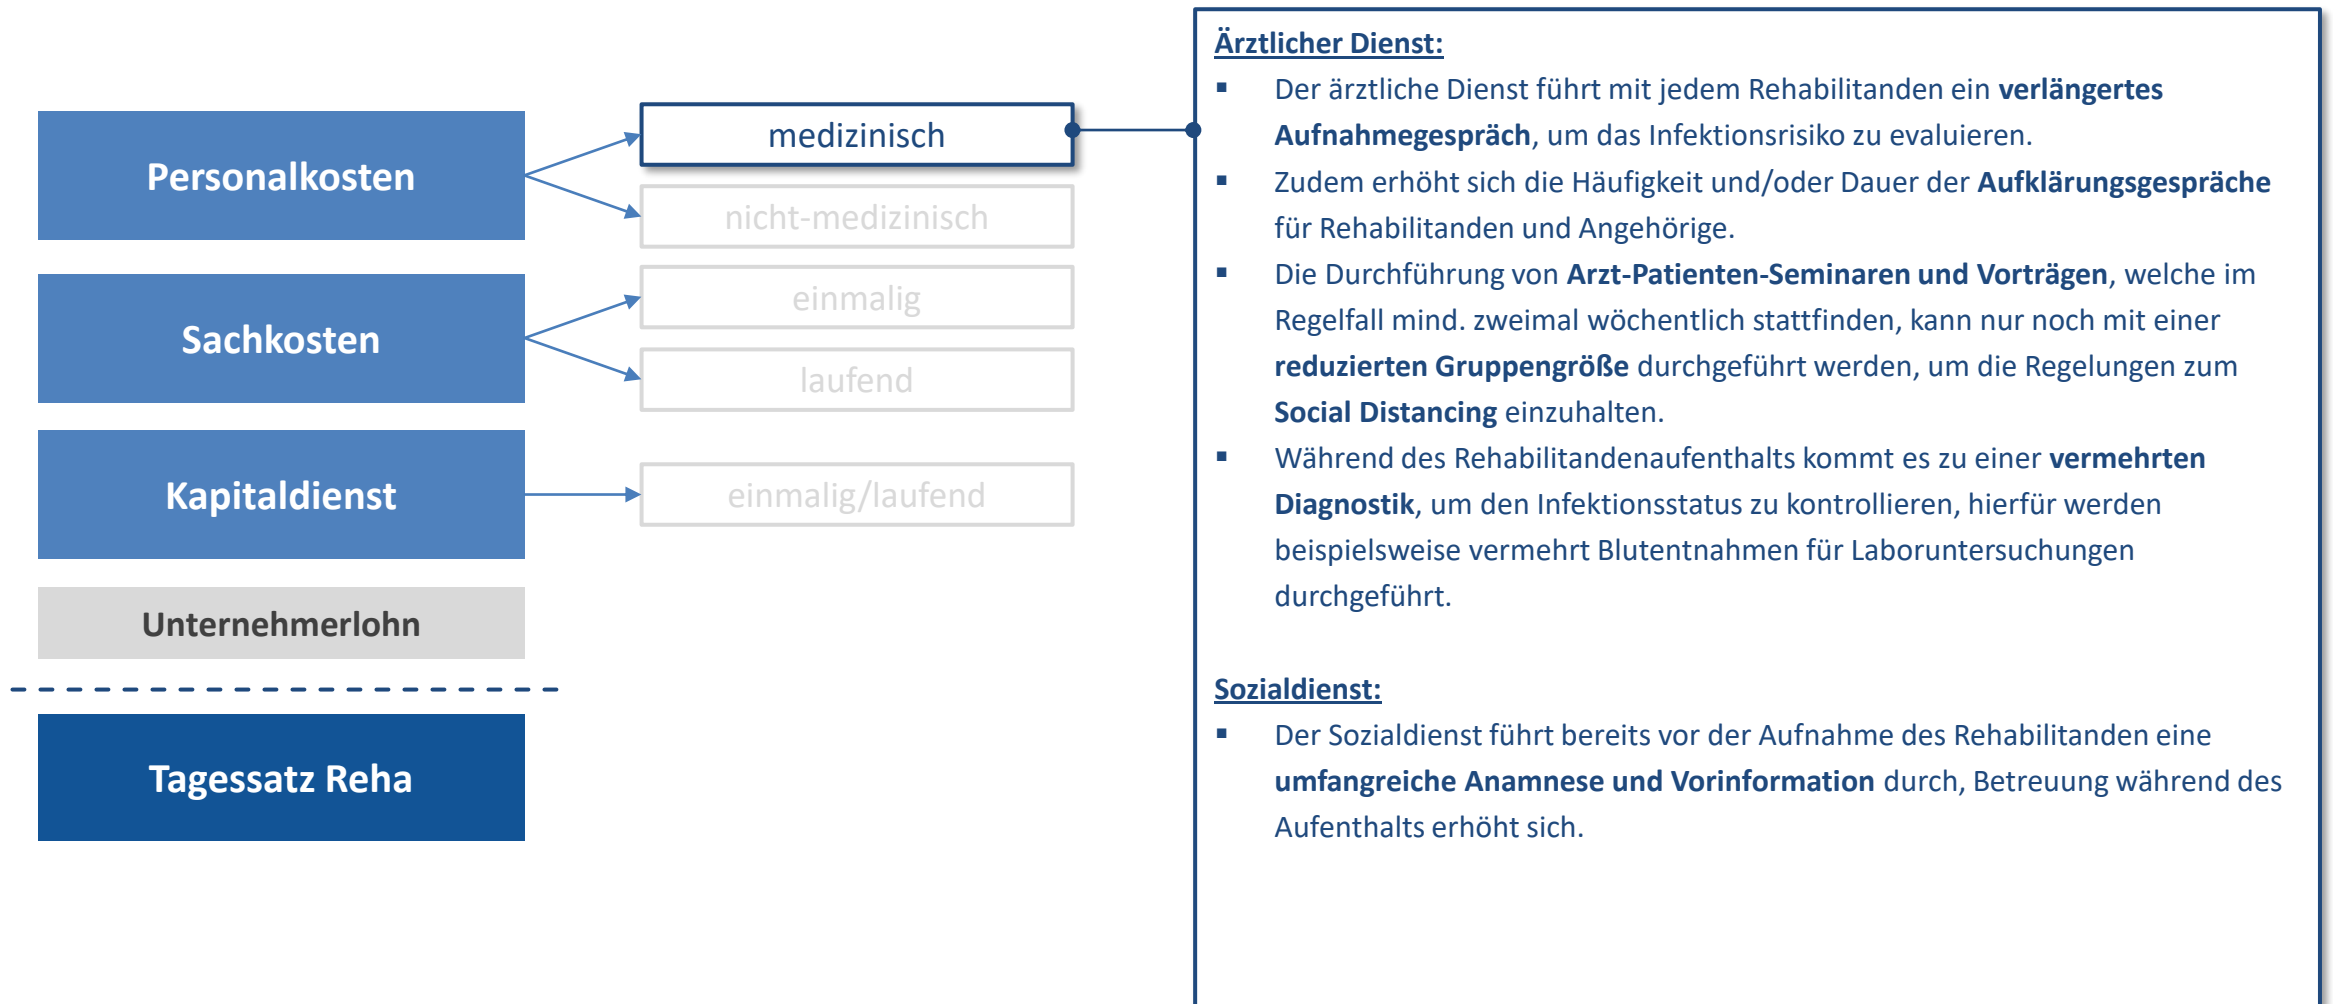 Personalkosten
medizinisch
nicht-medizinisch
Sachkosten
einmalig
laufend
Kapitaldienst
einmalig/laufend
Unternehmerlohn
Tagessatz Reha
Ärztlicher Dienst:
▪ Der ärztliche Dienst führt mit jedem Rehabilitanden ein verlängertes
Aufnahmegespräch, um das Infektionsrisiko zu evaluieren.
▪ Zudem erhöht sich die Häufigkeit und/oder Dauer der Aufklärungsgespräche
für Rehabilitanden und Angehörige.
▪ Die Durchführung von Arzt-Patienten-Seminaren und Vorträgen, welche im
Regelfall mind. zweimal wöchentlich stattfinden, kann nur noch mit einer
reduzierten Gruppengröße durchgeführt werden, um die Regelungen zum
Social Distancing einzuhalten.
▪ Während des Rehabilitandenaufenthalts kommt es zu einer vermehrten
Diagnostik, um den Infektionsstatus zu kontrollieren, hierfür werden
beispielsweise vermehrt Blutentnahmen für Laboruntersuchungen
durchgeführt.
Sozialdienst:
▪ Der Sozialdienst führt bereits vor der Aufnahme des Rehabilitanden eine
umfangreiche Anamnese und Vorinformation durch, Betreuung während des
Aufenthalts erhöht sich.